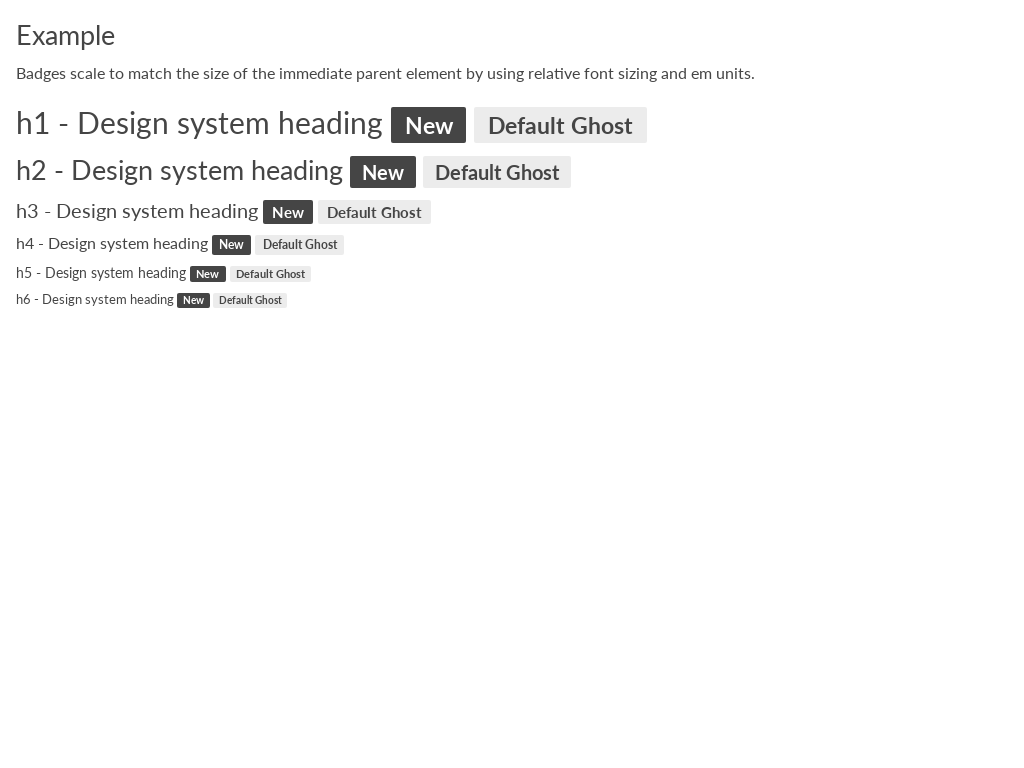 Example
Badges scale to match the size of the immediate parent element by using relative font sizing and em units.
h1 - Design system heading New Default Ghost
h2 - Design system heading New Default Ghost
h3 - Design system heading New Default Ghost
h4 - Design system heading New Default Ghost
h5 - Design system heading New Default Ghost
h6 - Design system heading New Default Ghost